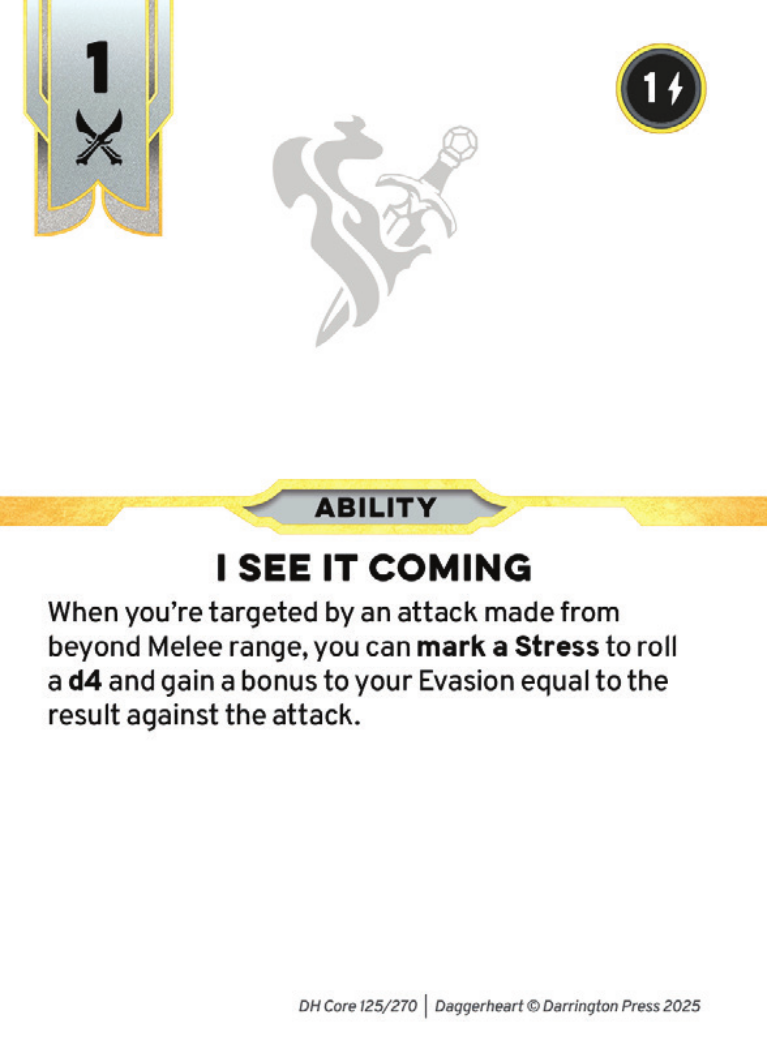 1
1
ABILITY
I SEE IT COMING
When you're targeted by an attack made from
beyond Melee range, you can mark a Stress to roll
a d4 and gain a bonus to your Evasion equal to the
result against the attack.
DH Core 125/270 | Daggerheart © Darrington Press 2025